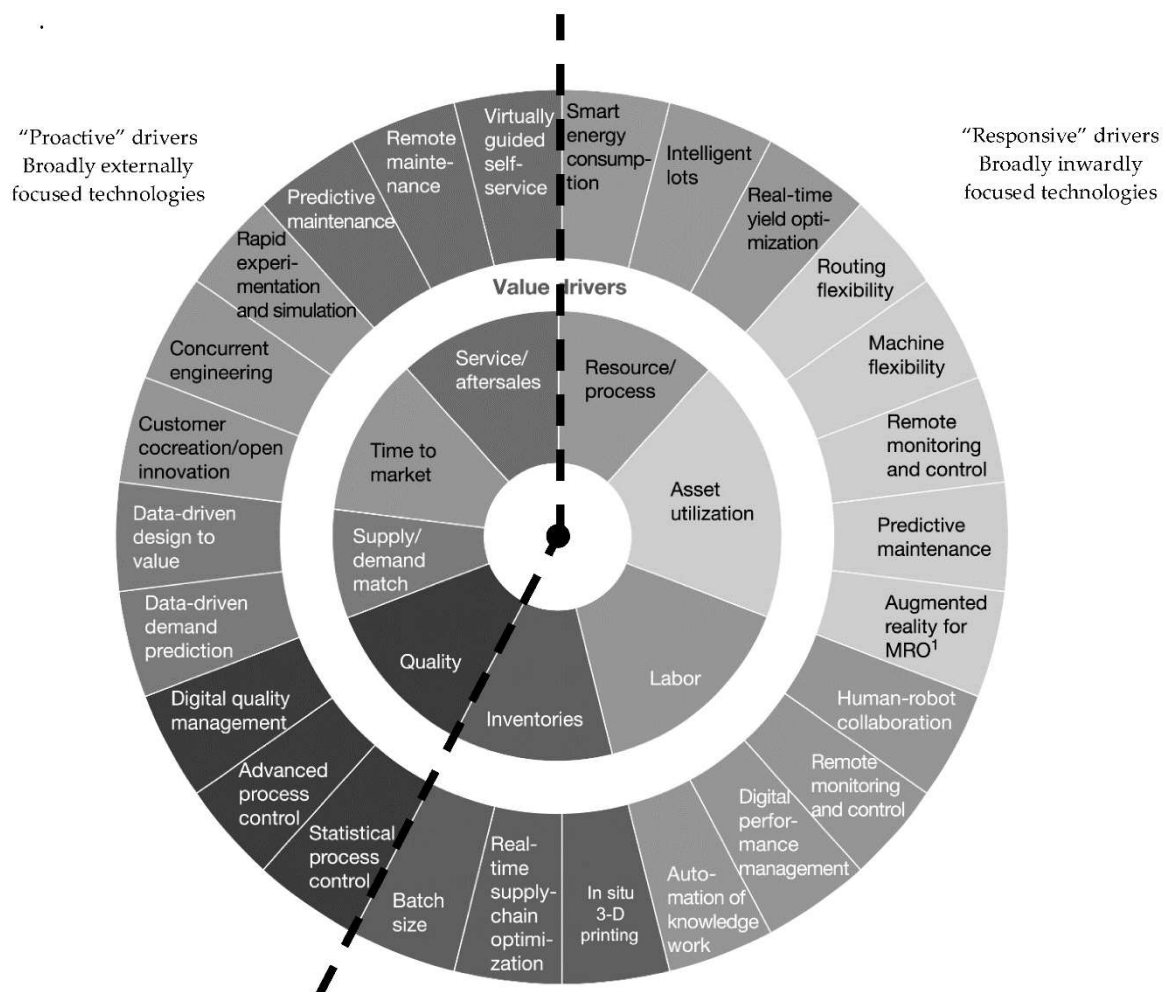 “Proactive” drivers
Broadly externally
focused technologies
“Responsive” drivers
Broadly inwardly
focused technologies
Virtually
guided
self-
service
Smart
energy
consump-
tion
Intelligent
lots
Real-time
yield opti-
mization
Routing
flexibility
Machine
flexibility
Remote
monitoring
and control
Predictive
maintenance
Augmented
reality for
MRO¹
Human-robot
collaboration
Remote
monitoring
and control
Digital
perfor-
mance
management
Auto-
mation of
knowledge
work
In situ
3-D
printing
Real-
time
supply-
chain
optimi-
zation
Batch
size
Statistical
process
control
Advanced
process
control
Digital quality
management
Data-driven
demand
prediction
Data-driven
design to
value
Customer
cocreation/open
innovation
Concurrent
engineering
Rapid
experi-
mentation
and simulation
Predictive
maintenance
Remote
mainte-
nance
Value drivers
Service/
aftersales
Resource/
process
Asset
utilization
Labor
Inventories
Quality
Supply/
demand
match
Time to
market